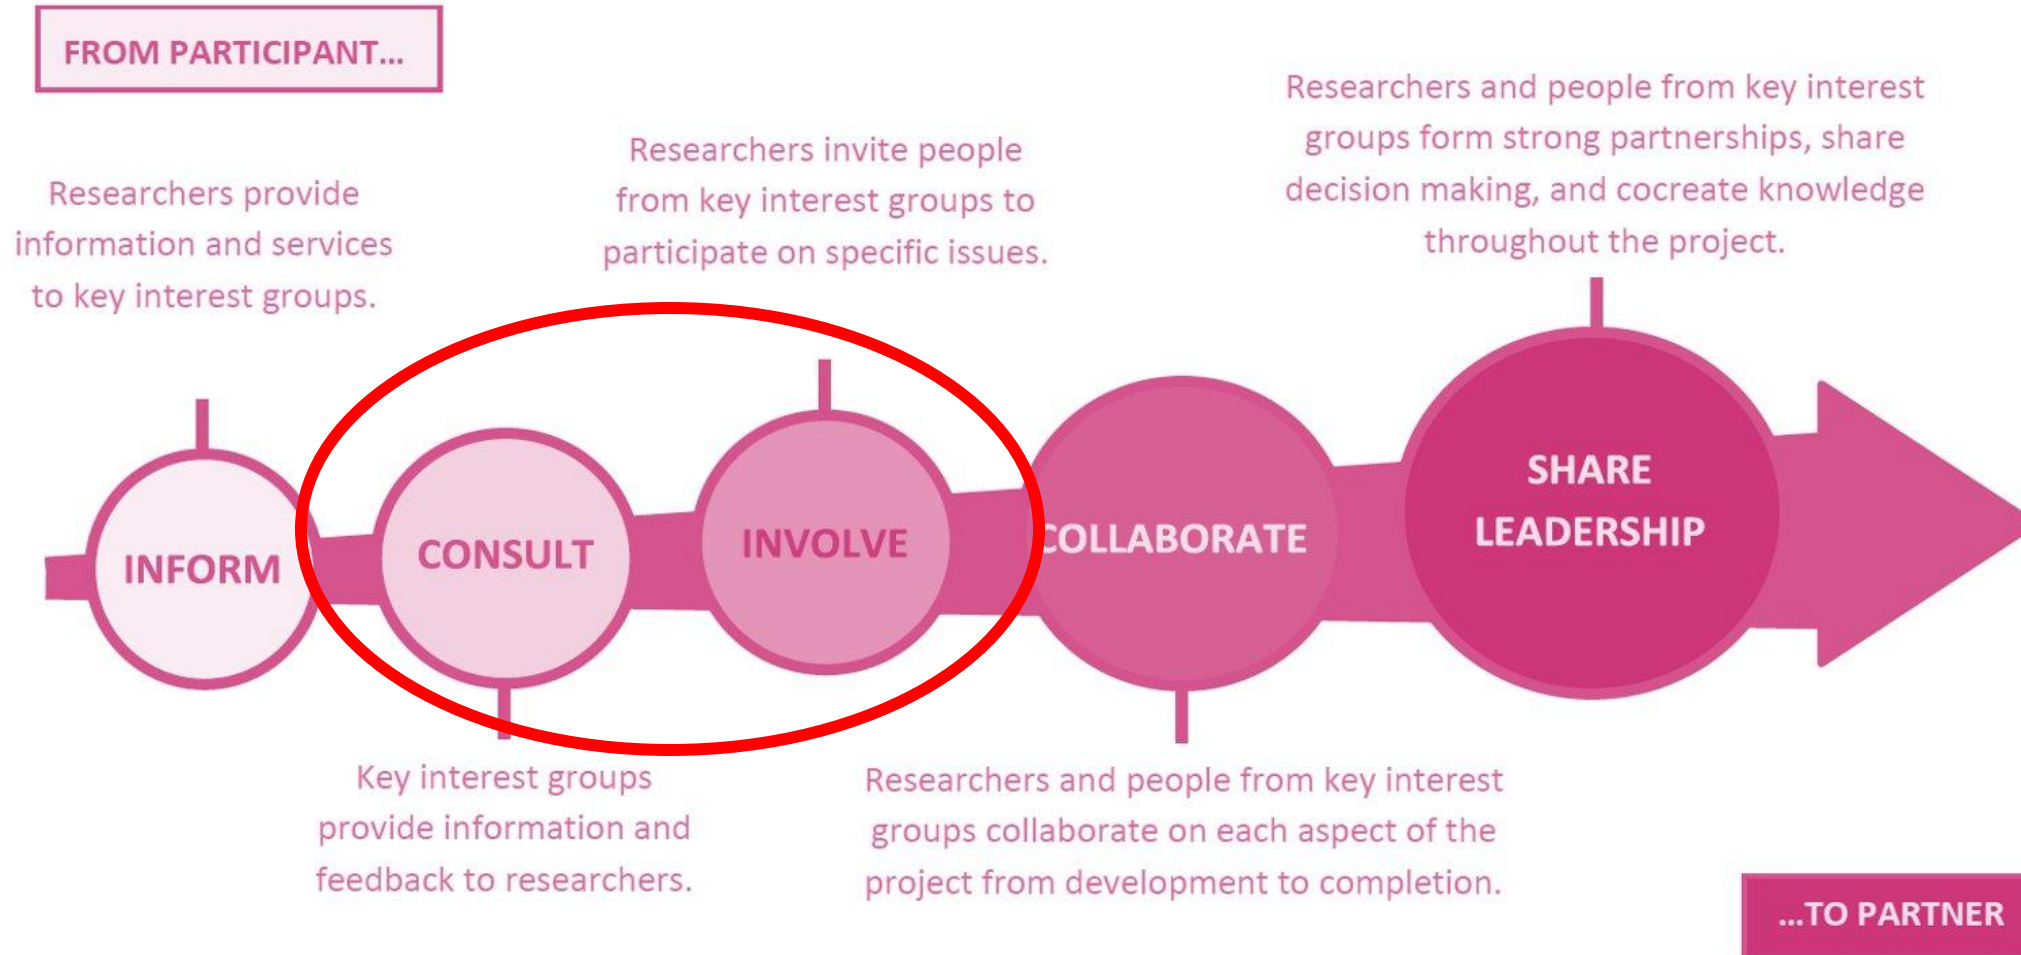 FROM PARTICIPANT...
Researchers provide
information and services
to key interest groups.
Researchers invite people
from key interest groups to
participate on specific issues.
Researchers and people from key interest
groups form strong partnerships, share
decision making, and cocreate knowledge
throughout the project.
INFORM
CONSULT
INVOLVE
COLLABORATE
SHARE
LEADERSHIP
Key interest groups
provide information and
feedback to researchers.
Researchers and people from key interest
groups collaborate on each aspect of the
project from development to completion.
...TO PARTNER